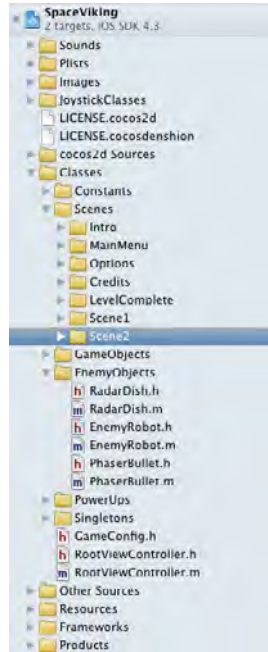 SpaceViking
2 targets, iOS SDK 4.3
Sounds
Plists
Images
JoystickClasses
LICENSE.cocos2d
LICENSE.cocosdenshion
cocos2d Sources
Classes
Constants
Scenes
Intro
MainMenu
Options
Credits
LevelComplete
Scene1
Scene2
GameObjects
EnemyObjects
h RadarDish.h
m RadarDish.m
h EnemyRobot.h
m EnemyRobot.m
h PhaserBullet.h
m PhaserBullet.m
PowerUps
Singletons
h GameConfig.h
h RootViewController.h
m RootViewController.m
Other Sources
Resources
Frameworks
Products